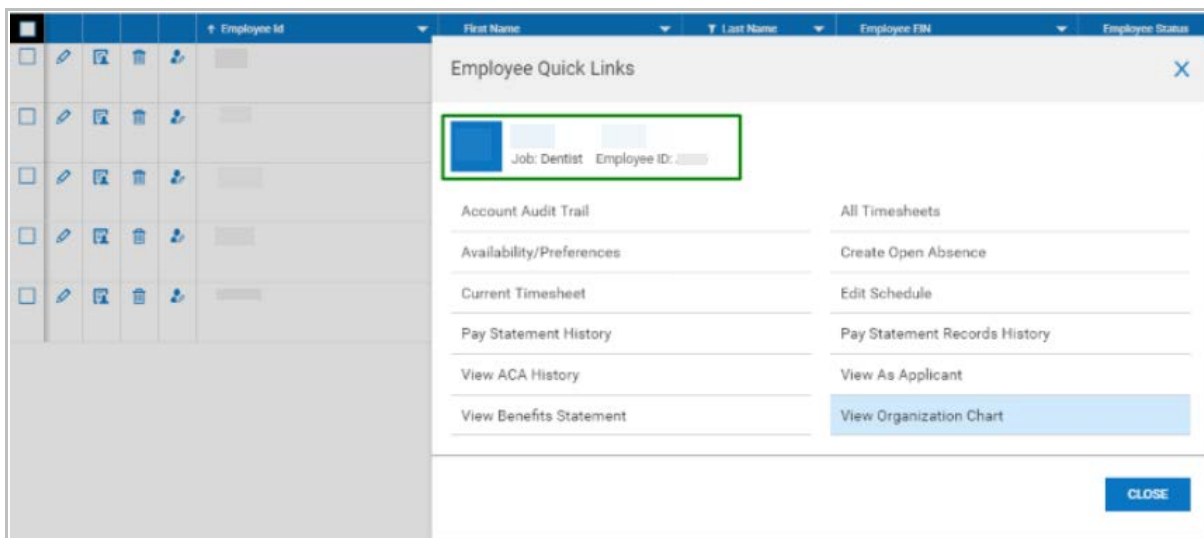 Employee Id First Name Last Name Employee EIN Employee Status
Employee Quick Links
Job: Dentist Employee ID:
Account Audit Trail All Timesheets
Availability/Preferences Create Open Absence
Current Timesheet Edit Schedule
Pay Statement History Pay Statement Records History
View ACA History View As Applicant
View Benefits Statement View Organization Chart
CLOSE